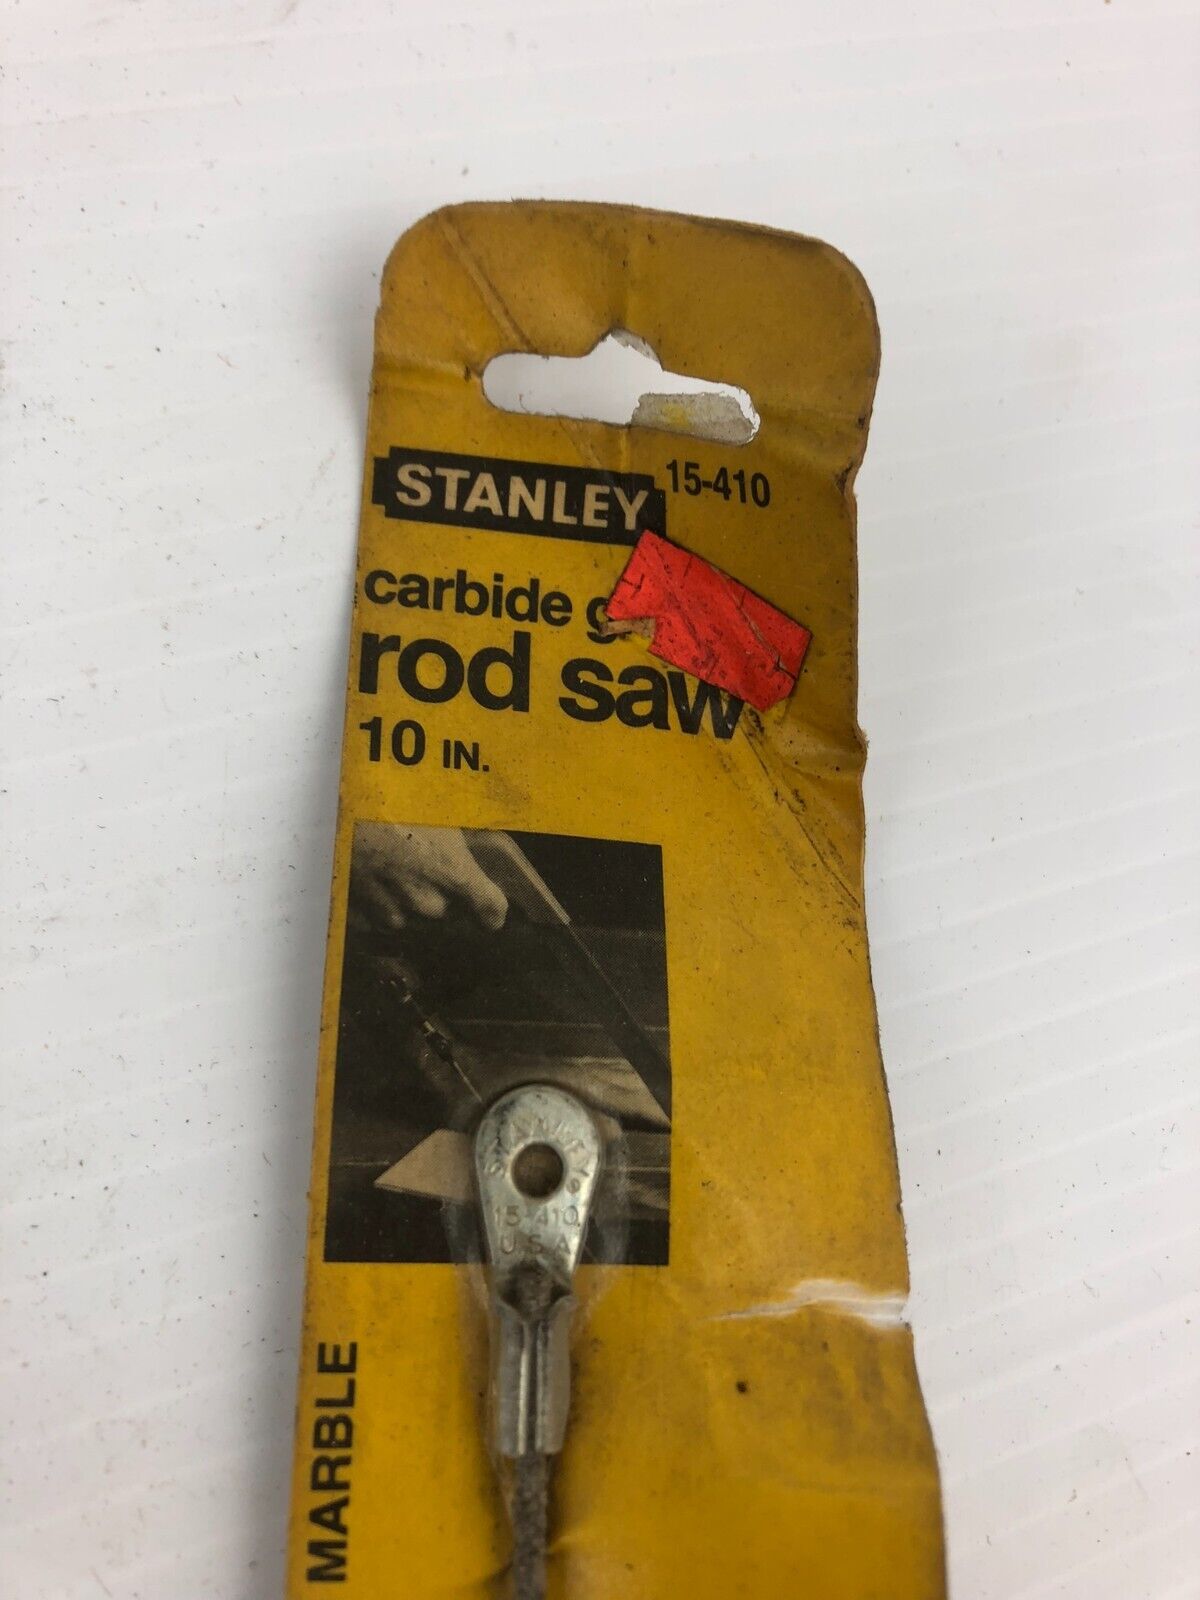 STANLEY 15-410
carbide g
rod saw
10 IN.
STANLEY
15-410
U.S.A.
MARBLE